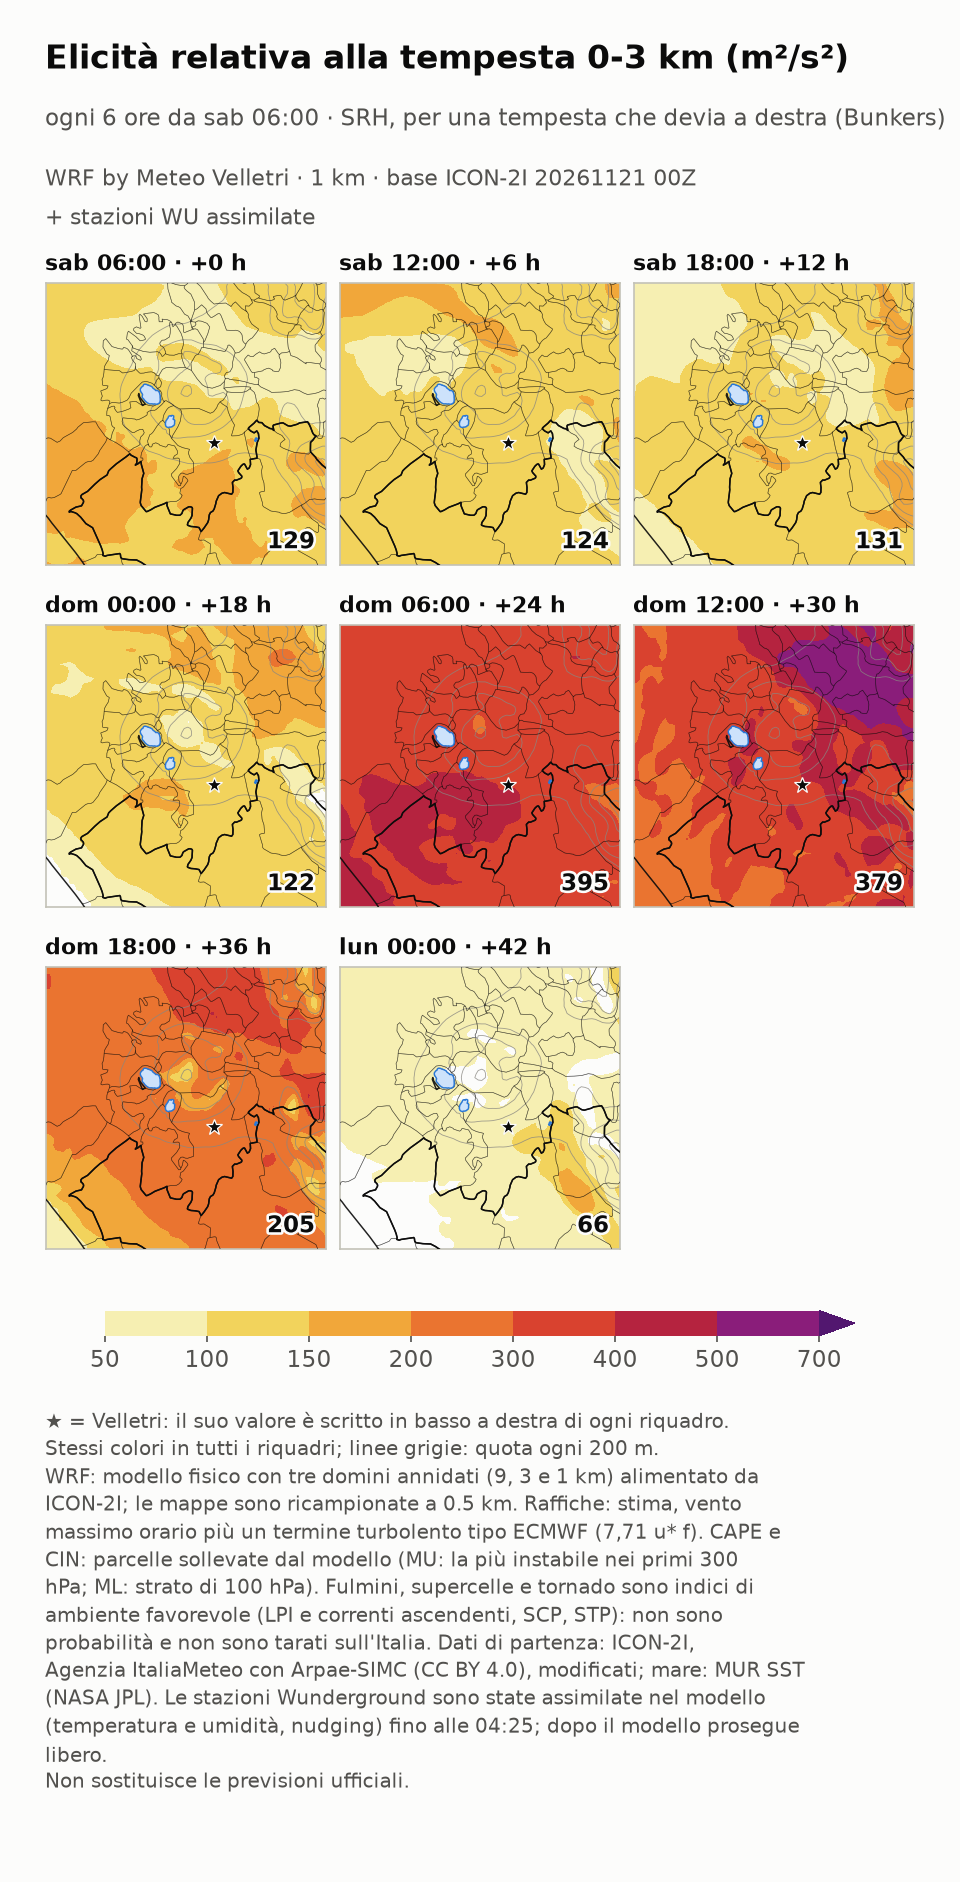 Elicità relativa alla tempesta 0-3 km (m²/s²)
ogni 6 ore da sab 06:00 · SRH, per una tempesta che devia a destra (Bunkers)
WRF by Meteo Velletri · 1 km · base ICON-2I 20261121 00Z
+ stazioni WU assimilate
sab 06:00 · +0 h
sab 12:00 · +6 h
sab 18:00 · +12 h
129
124
131
dom 00:00 · +18 h
dom 06:00 · +24 h
dom 12:00 · +30 h
122
395
379
dom 18:00 · +36 h
lun 00:00 · +42 h
205
66
50 100 150 200 300 400 500 700
★ = Velletri: il suo valore è scritto in basso a destra di ogni riquadro.
Stessi colori in tutti i riquadri; linee grigie: quota ogni 200 m.
WRF: modello fisico con tre domini annidati (9, 3 e 1 km) alimentato da
ICON-2I; le mappe sono ricampionate a 0.5 km. Raffiche: stima, vento
massimo orario più un termine turbolento tipo ECMWF (7,71 u* f). CAPE e
CIN: parcelle sollevate dal modello (MU: la più instabile nei primi 300
hPa; ML: strato di 100 hPa). Fulmini, supercelle e tornado sono indici di
ambiente favorevole (LPI e correnti ascendenti, SCP, STP): non sono
probabilità e non sono tarati sull'Italia. Dati di partenza: ICON-2I,
Agenzia ItaliaMeteo con Arpae-SIMC (CC BY 4.0), modificati; mare: MUR SST
(NASA JPL). Le stazioni Wunderground sono state assimilate nel modello
(temperatura e umidità, nudging) fino alle 04:25; dopo il modello prosegue
libero.
Non sostituisce le previsioni ufficiali.